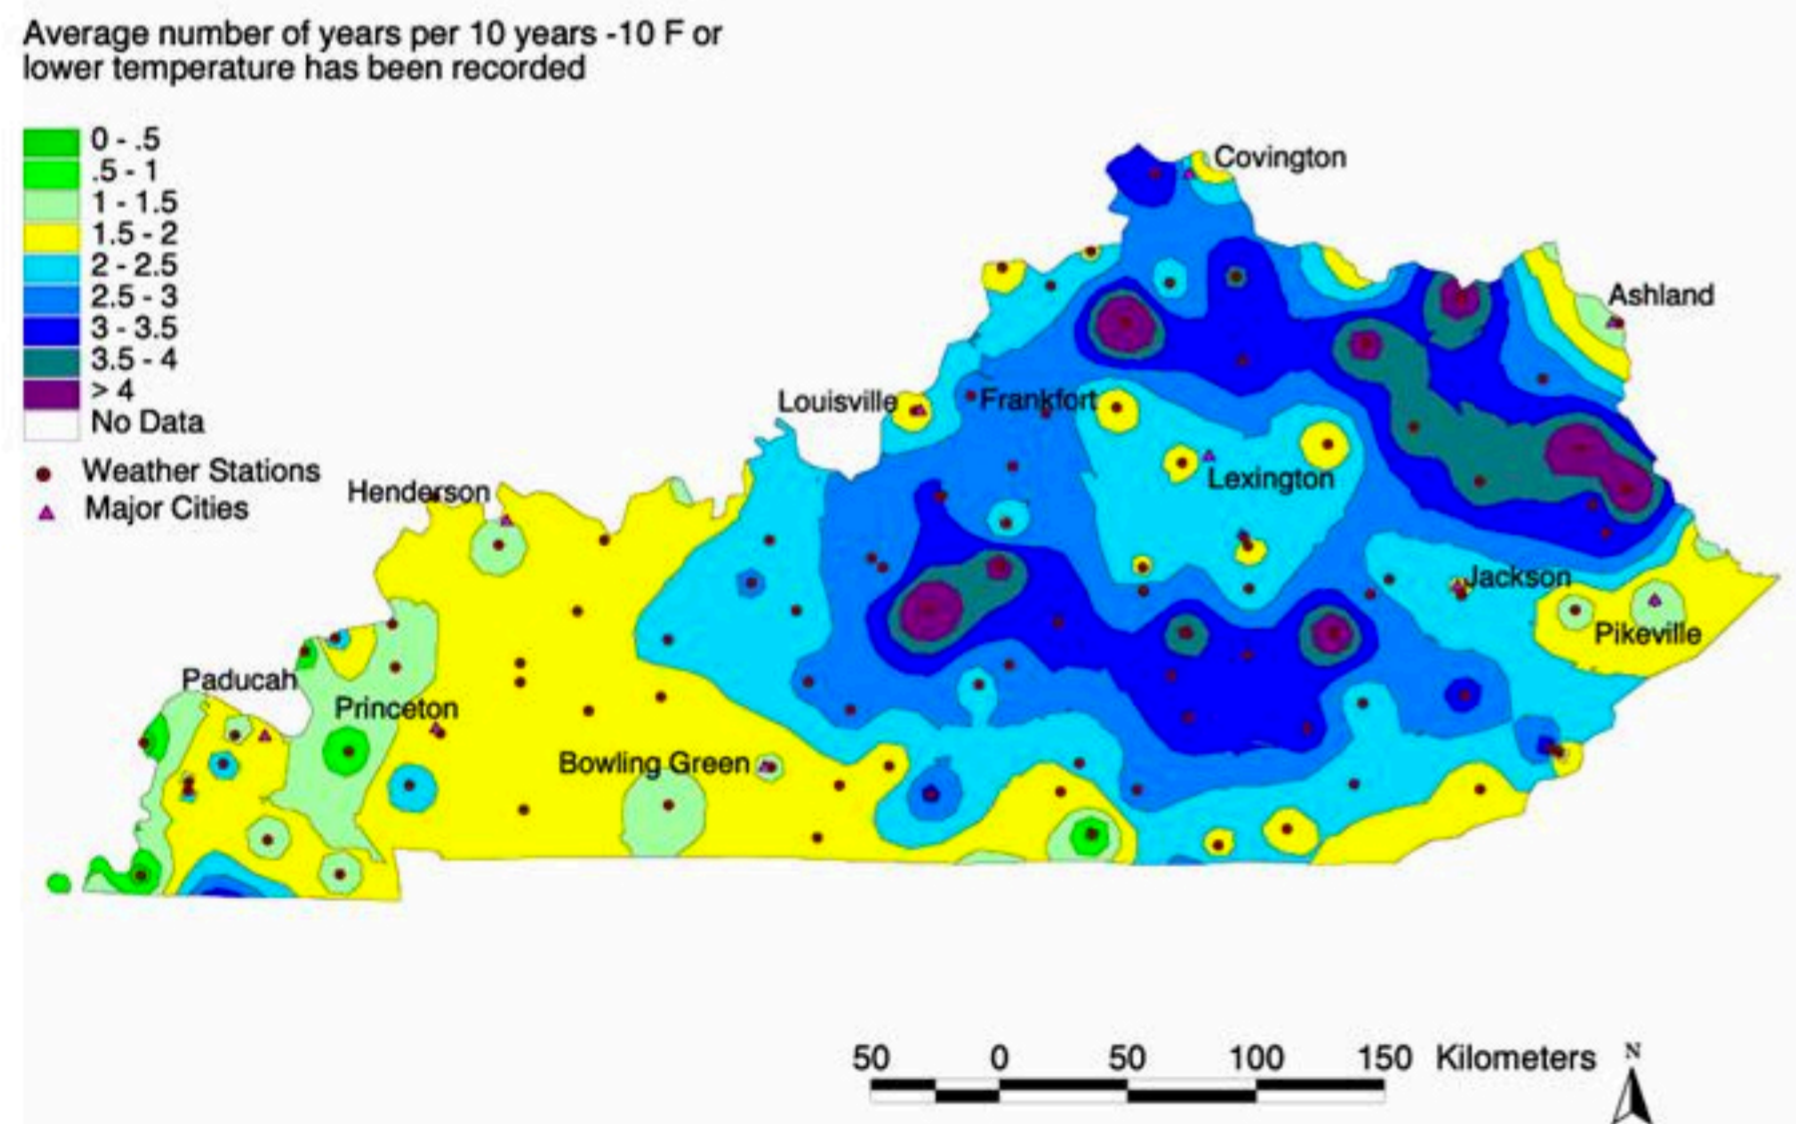 Average number of years per 10 years -10 F or
lower temperature has been recorded
0 - .5
.5 - 1
1 - 1.5
1.5 - 2
2 - 2.5
2.5 - 3
3 - 3.5
3.5 - 4
> 4
No Data
Weather Stations
Major Cities
Covington
Ashland
Louisville
Frankfort
Lexington
Henderson
Jackson
Pikeville
Paducah
Princeton
Bowling Green
50 0 50 100 150 Kilometers
N